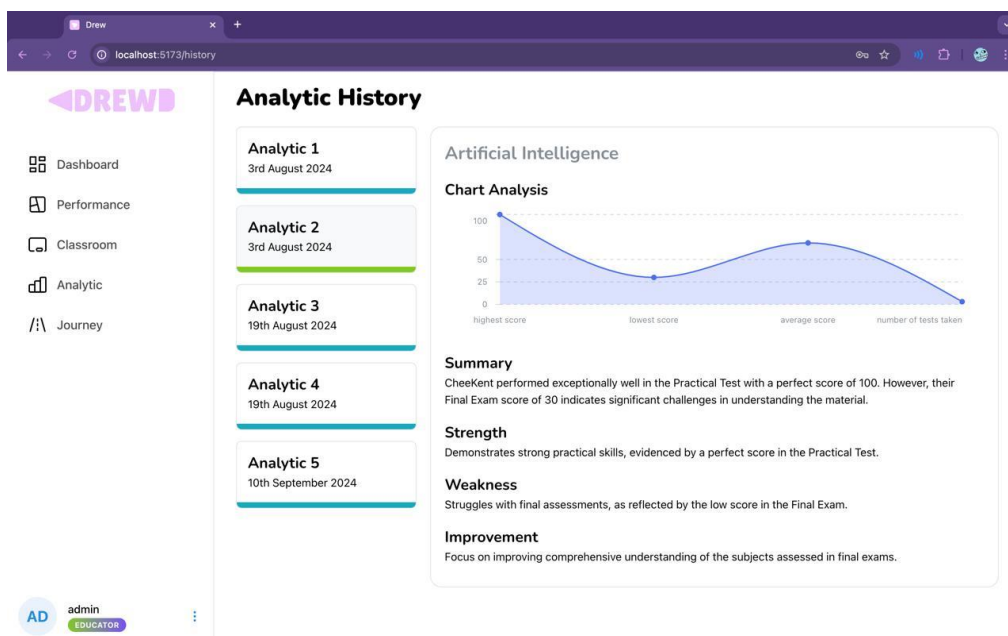 Drew
localhost:5173/history
DREWD
Dashboard
Performance
Classroom
Analytic
Journey
AD
admin
EDUCATOR
Analytic History
Analytic 1
3rd August 2024
Analytic 2
3rd August 2024
Analytic 3
19th August 2024
Analytic 4
19th August 2024
Analytic 5
10th September 2024
Artificial Intelligence
Chart Analysis
100
50
25
0
highest score
lowest score
average score
number of tests taken
Summary
CheeKent performed exceptionally well in the Practical Test with a perfect score of 100. However, their
Final Exam score of 30 indicates significant challenges in understanding the material.
Strength
Demonstrates strong practical skills, evidenced by a perfect score in the Practical Test.
Weakness
Struggles with final assessments, as reflected by the low score in the Final Exam.
Improvement
Focus on improving comprehensive understanding of the subjects assessed in final exams.